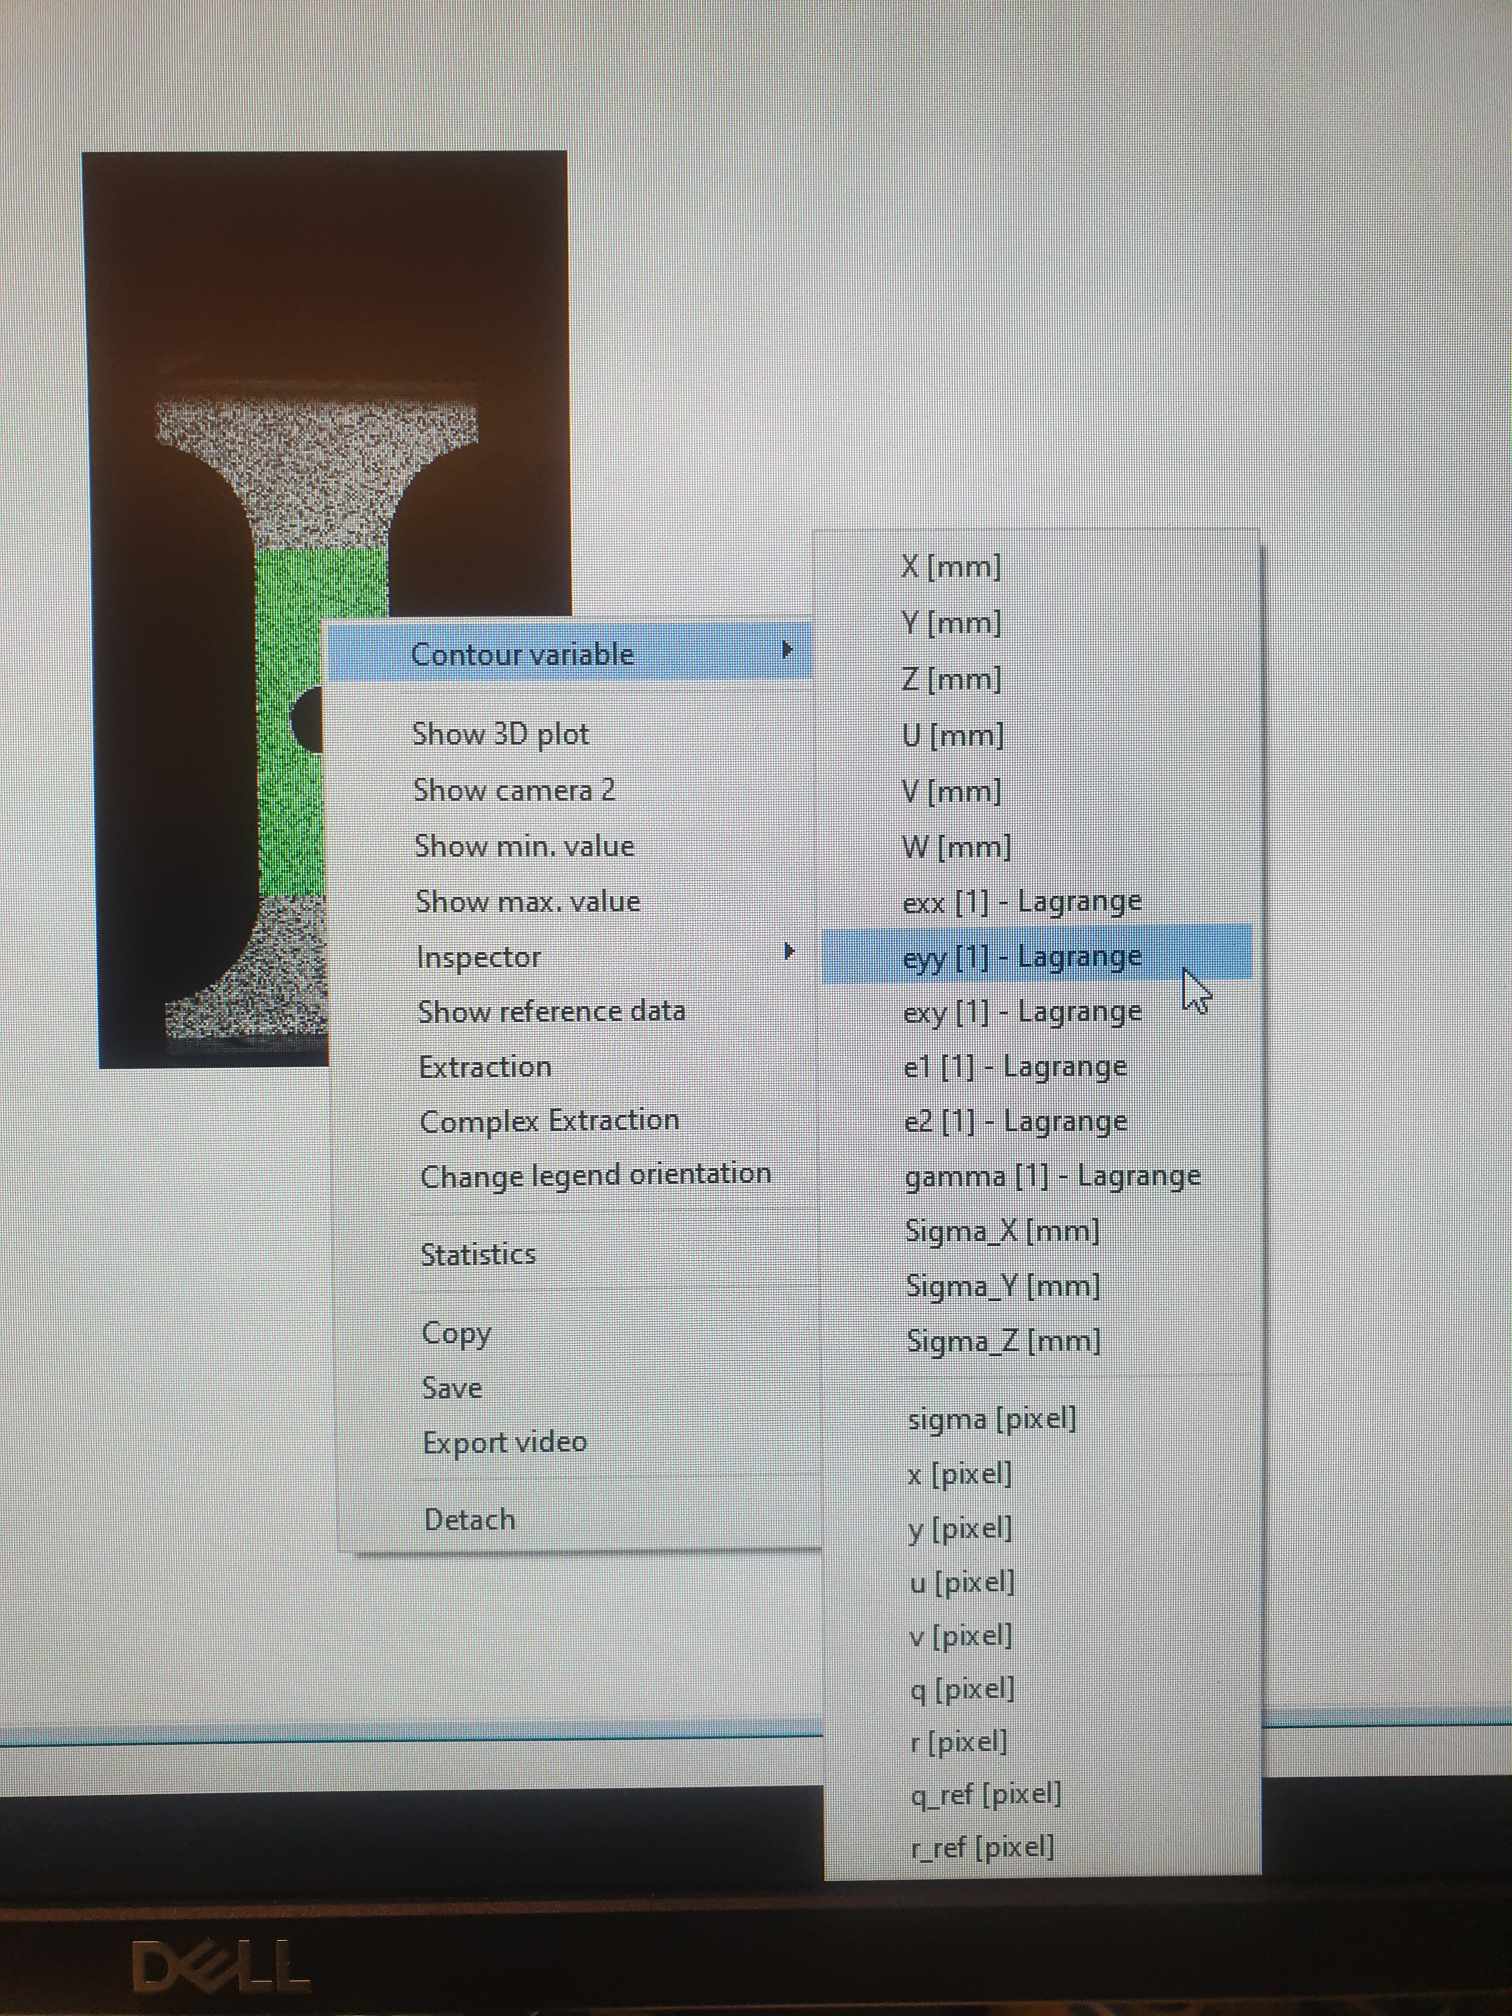 Contour variable
Show 3D plot
Show camera 2
Show min. value
Show max. value
Inspector
Show reference data
Extraction
Complex Extraction
Change legend orientation
Statistics
Copy
Save
Export video
Detach
X [mm]
Y [mm]
Z [mm]
U [mm]
V [mm]
W [mm]
exx [1] - Lagrange
eyy [1] - Lagrange
exy [1] - Lagrange
e1 [1] - Lagrange
e2 [1] - Lagrange
gamma [1] - Lagrange
Sigma_X [mm]
Sigma_Y [mm]
Sigma_Z [mm]
sigma [pixel]
x [pixel]
y [pixel]
u [pixel]
v [pixel]
q [pixel]
r [pixel]
q_ref [pixel]
r_ref [pixel]
DELL